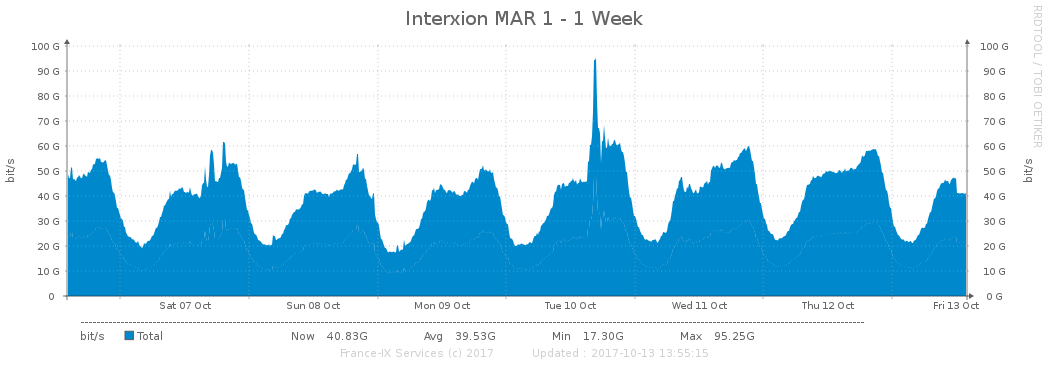 Interxion MAR 1 - 1 Week
RRDTOOL / TOBI OETIKER
100 G 100 G
90 G 90 G
80 G 80 G
70 G 70 G
60 G 60 G
50 G 50 G
40 G 40 G
30 G 30 G
20 G 20 G
10 G 10 G
0 0 G
bit/s bit/s
Sat 07 Oct Sun 08 Oct Mon 09 Oct Tue 10 Oct Wed 11 Oct Thu 12 Oct Fri 13 Oct
bit/s Total Now 40.83G Avg 39.53G Min 17.30G Max 95.25G
France-IX Services (c) 2017 Updated : 2017-10-13 13:55:15